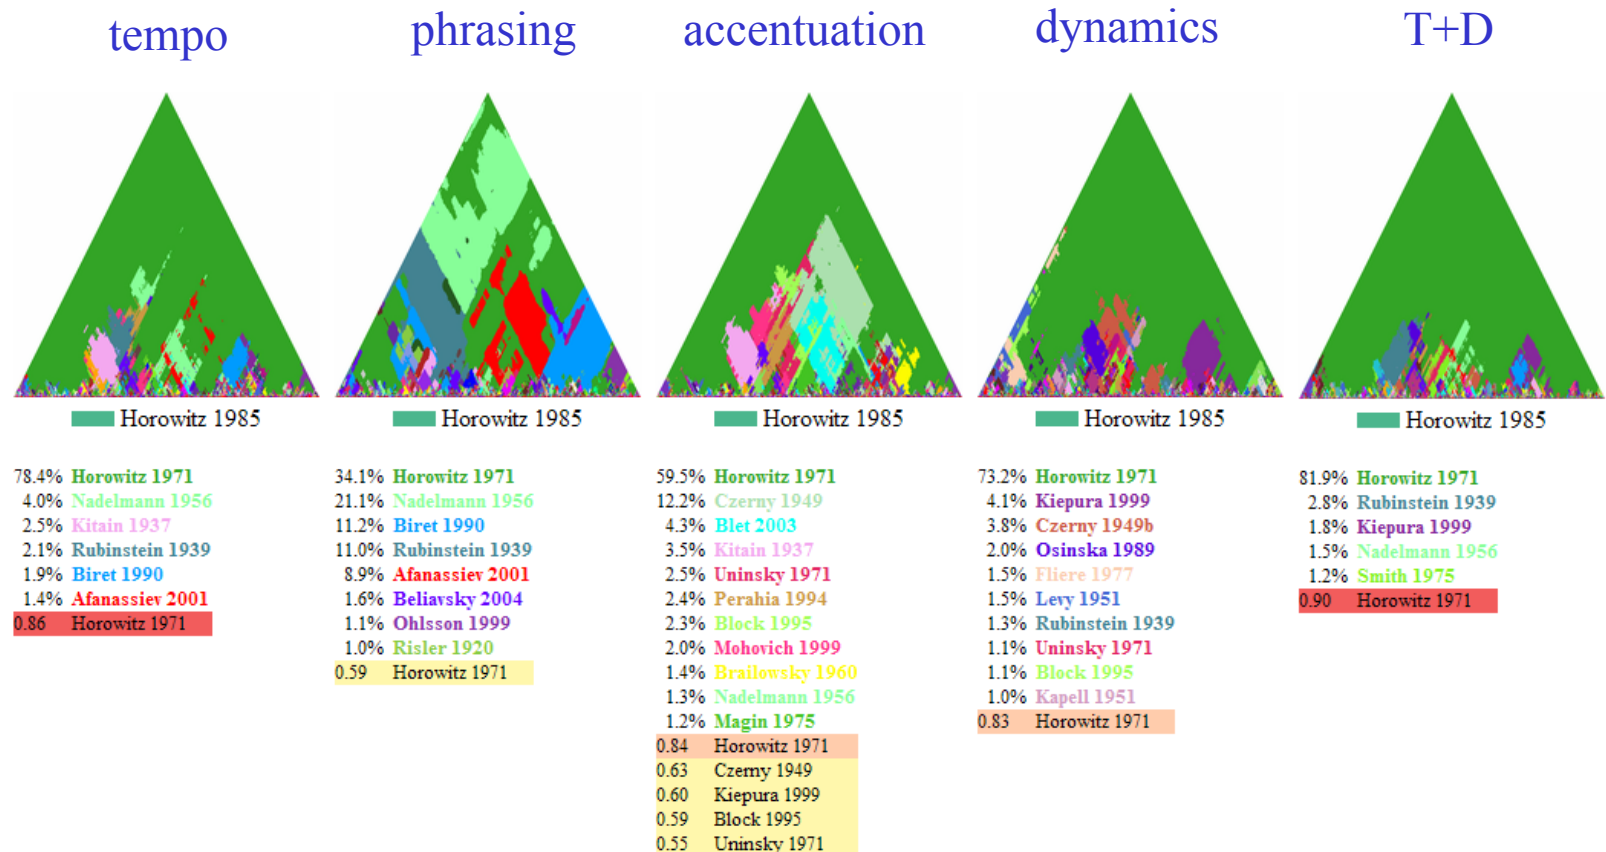 tempo
phrasing
accentuation
dynamics
T+D
Horowitz 1985
Horowitz 1985
Horowitz 1985
Horowitz 1985
Horowitz 1985
78.4% Horowitz 1971
4.0% Nadelmann 1956
2.5% Kitain 1937
2.1% Rubinstein 1939
1.9% Biret 1990
1.4% Afanassiev 2001
0.86 Horowitz 1971
34.1% Horowitz 1971
21.1% Nadelmann 1956
11.2% Biret 1990
11.0% Rubinstein 1939
8.9% Afanassiev 2001
1.6% Beliavsky 2004
1.1% Ohlsson 1999
1.0% Risler 1920
0.59 Horowitz 1971
59.5% Horowitz 1971
12.2% Czerny 1949
4.3% Blet 2003
3.5% Kitain 1937
2.5% Uninsky 1971
2.4% Perahia 1994
2.3% Block 1995
2.0% Mohovich 1999
1.4% Brailowsky 1960
1.3% Nadelmann 1956
1.2% Magin 1975
0.84 Horowitz 1971
0.63 Czerny 1949
0.60 Kiepura 1999
0.59 Block 1995
0.55 Uninsky 1971
73.2% Horowitz 1971
4.1% Kiepura 1999
3.8% Czerny 1949b
2.0% Osinska 1989
1.5% Fliere 1977
1.5% Levy 1951
1.3% Rubinstein 1939
1.1% Uninsky 1971
1.1% Block 1995
1.0% Kapell 1951
0.83 Horowitz 1971
81.9% Horowitz 1971
2.8% Rubinstein 1939
1.8% Kiepura 1999
1.5% Nadelmann 1956
1.2% Smith 1975
0.90 Horowitz 1971